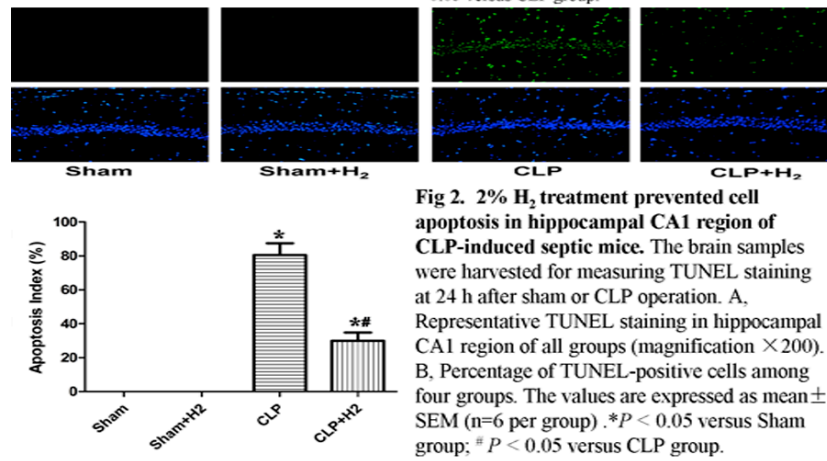 versus CLP group.
Sham
Sham+H₂
CLP
CLP+H₂
Fig 2. 2% H₂ treatment prevented cell
apoptosis in hippocampal CA1 region of
CLP-induced septic mice. The brain samples
were harvested for measuring TUNEL staining
at 24 h after sham or CLP operation. A,
Representative TUNEL staining in hippocampal
CA1 region of all groups (magnification ×200).
B, Percentage of TUNEL-positive cells among
four groups. The values are expressed as mean±
SEM (n=6 per group) .*P < 0.05 versus Sham
group; # P < 0.05 versus CLP group.
Apoptosis Index (%)
100
80
60
40
20
0
*
*#
Sham
Sham+H2
CLP
CLP+H2